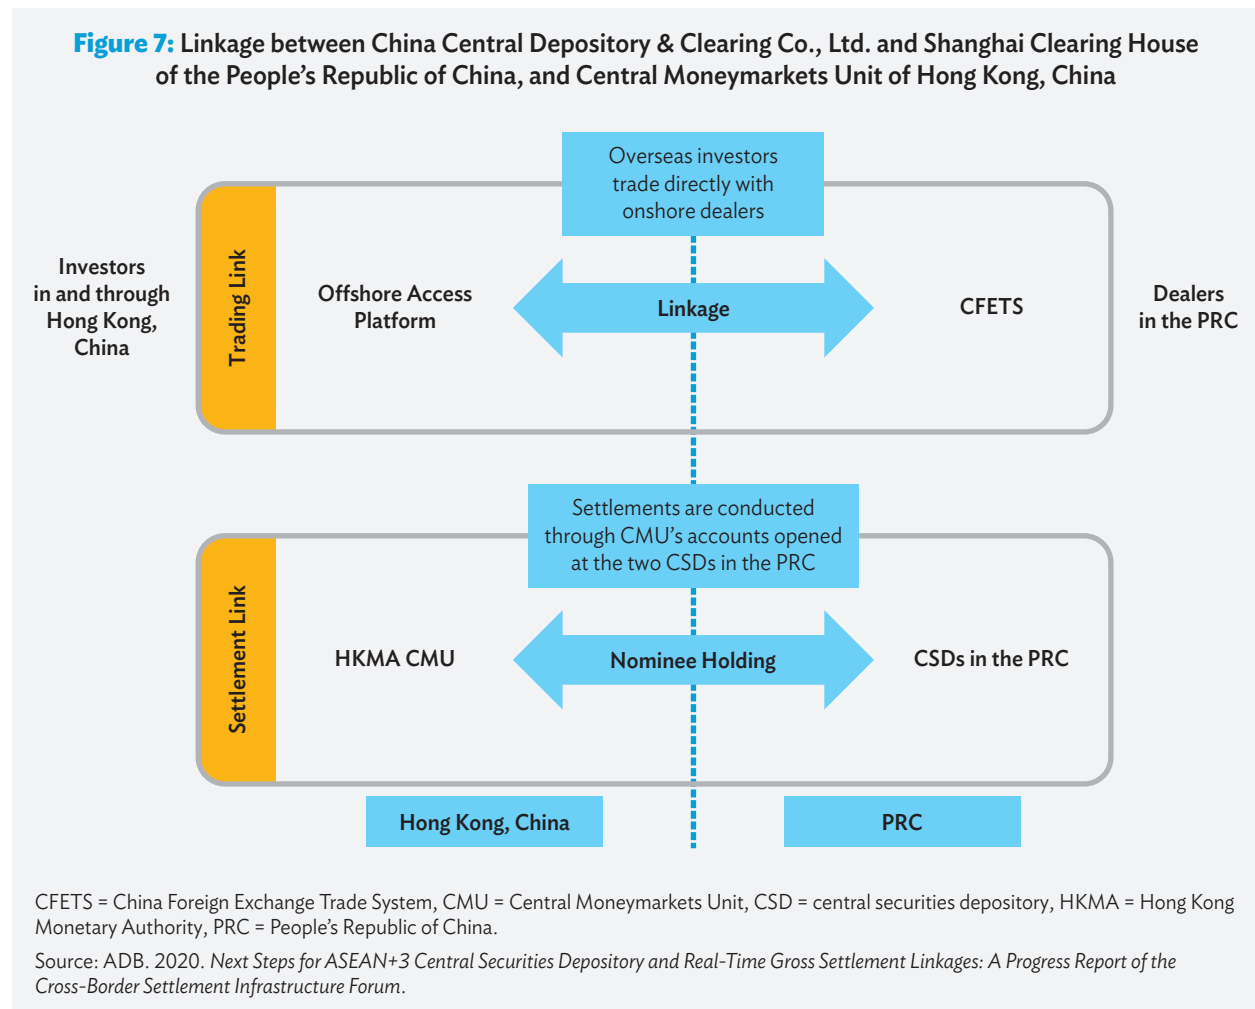 Figure 7: Linkage between China Central Depository & Clearing Co., Ltd. and Shanghai Clearing House
of the People’s Republic of China, and Central Moneymarkets Unit of Hong Kong, China
Overseas investors
trade directly with
onshore dealers
Investors
in and through
Hong Kong,
China
Trading Link
Offshore Access
Platform
Linkage
CFETS
Dealers
in the PRC
Settlements are conducted
through CMU’s accounts opened
at the two CSDs in the PRC
Settlement Link
HKMA CMU
Nominee Holding
CSDs in the PRC
Hong Kong, China
PRC
CFETS = China Foreign Exchange Trade System, CMU = Central Moneymarkets Unit, CSD = central securities depository, HKMA = Hong Kong
Monetary Authority, PRC = People’s Republic of China.
Source: ADB. 2020. Next Steps for ASEAN+3 Central Securities Depository and Real-Time Gross Settlement Linkages: A Progress Report of the
Cross-Border Settlement Infrastructure Forum.